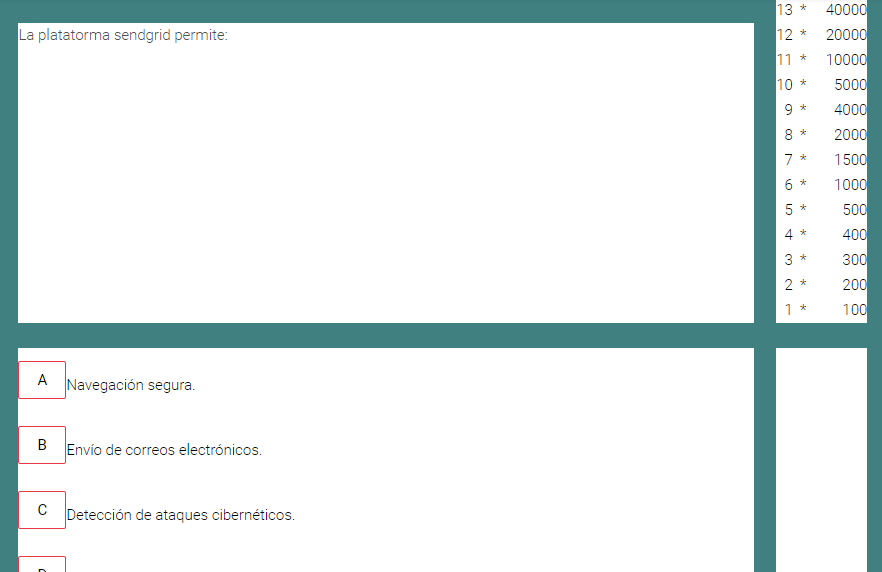 La platatorma sendgrid permite:
13 * 40000
12 * 20000
11 * 10000
10 * 5000
9 * 4000
8 * 2000
7 * 1500
6 * 1000
5 * 500
4 * 400
3 * 300
2 * 200
1 * 100
A Navegación segura.
B Envío de correos electrónicos.
C Detección de ataques cibernéticos.